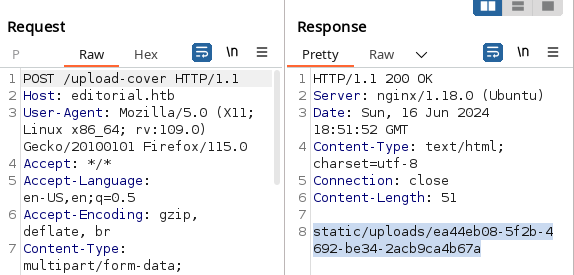 Request
P Raw Hex \n
1 POST /upload-cover HTTP/1.1
2 Host: editorial.htb
3 User-Agent: Mozilla/5.0 (X11;
Linux x86_64; rv:109.0)
Gecko/20100101 Firefox/115.0
4 Accept: */*
5 Accept-Language:
en-US,en;q=0.5
6 Accept-Encoding: gzip,
deflate, br
7 Content-Type:
multipart/form-data;
Response
Pretty Raw \n
1 HTTP/1.1 200 OK
2 Server: nginx/1.18.0 (Ubuntu)
3 Date: Sun, 16 Jun 2024
18:51:52 GMT
4 Content-Type: text/html;
charset=utf-8
5 Connection: close
6 Content-Length: 51
7
8 static/uploads/ea44eb08-5f2b-4
692-be34-2acb9ca4b67a